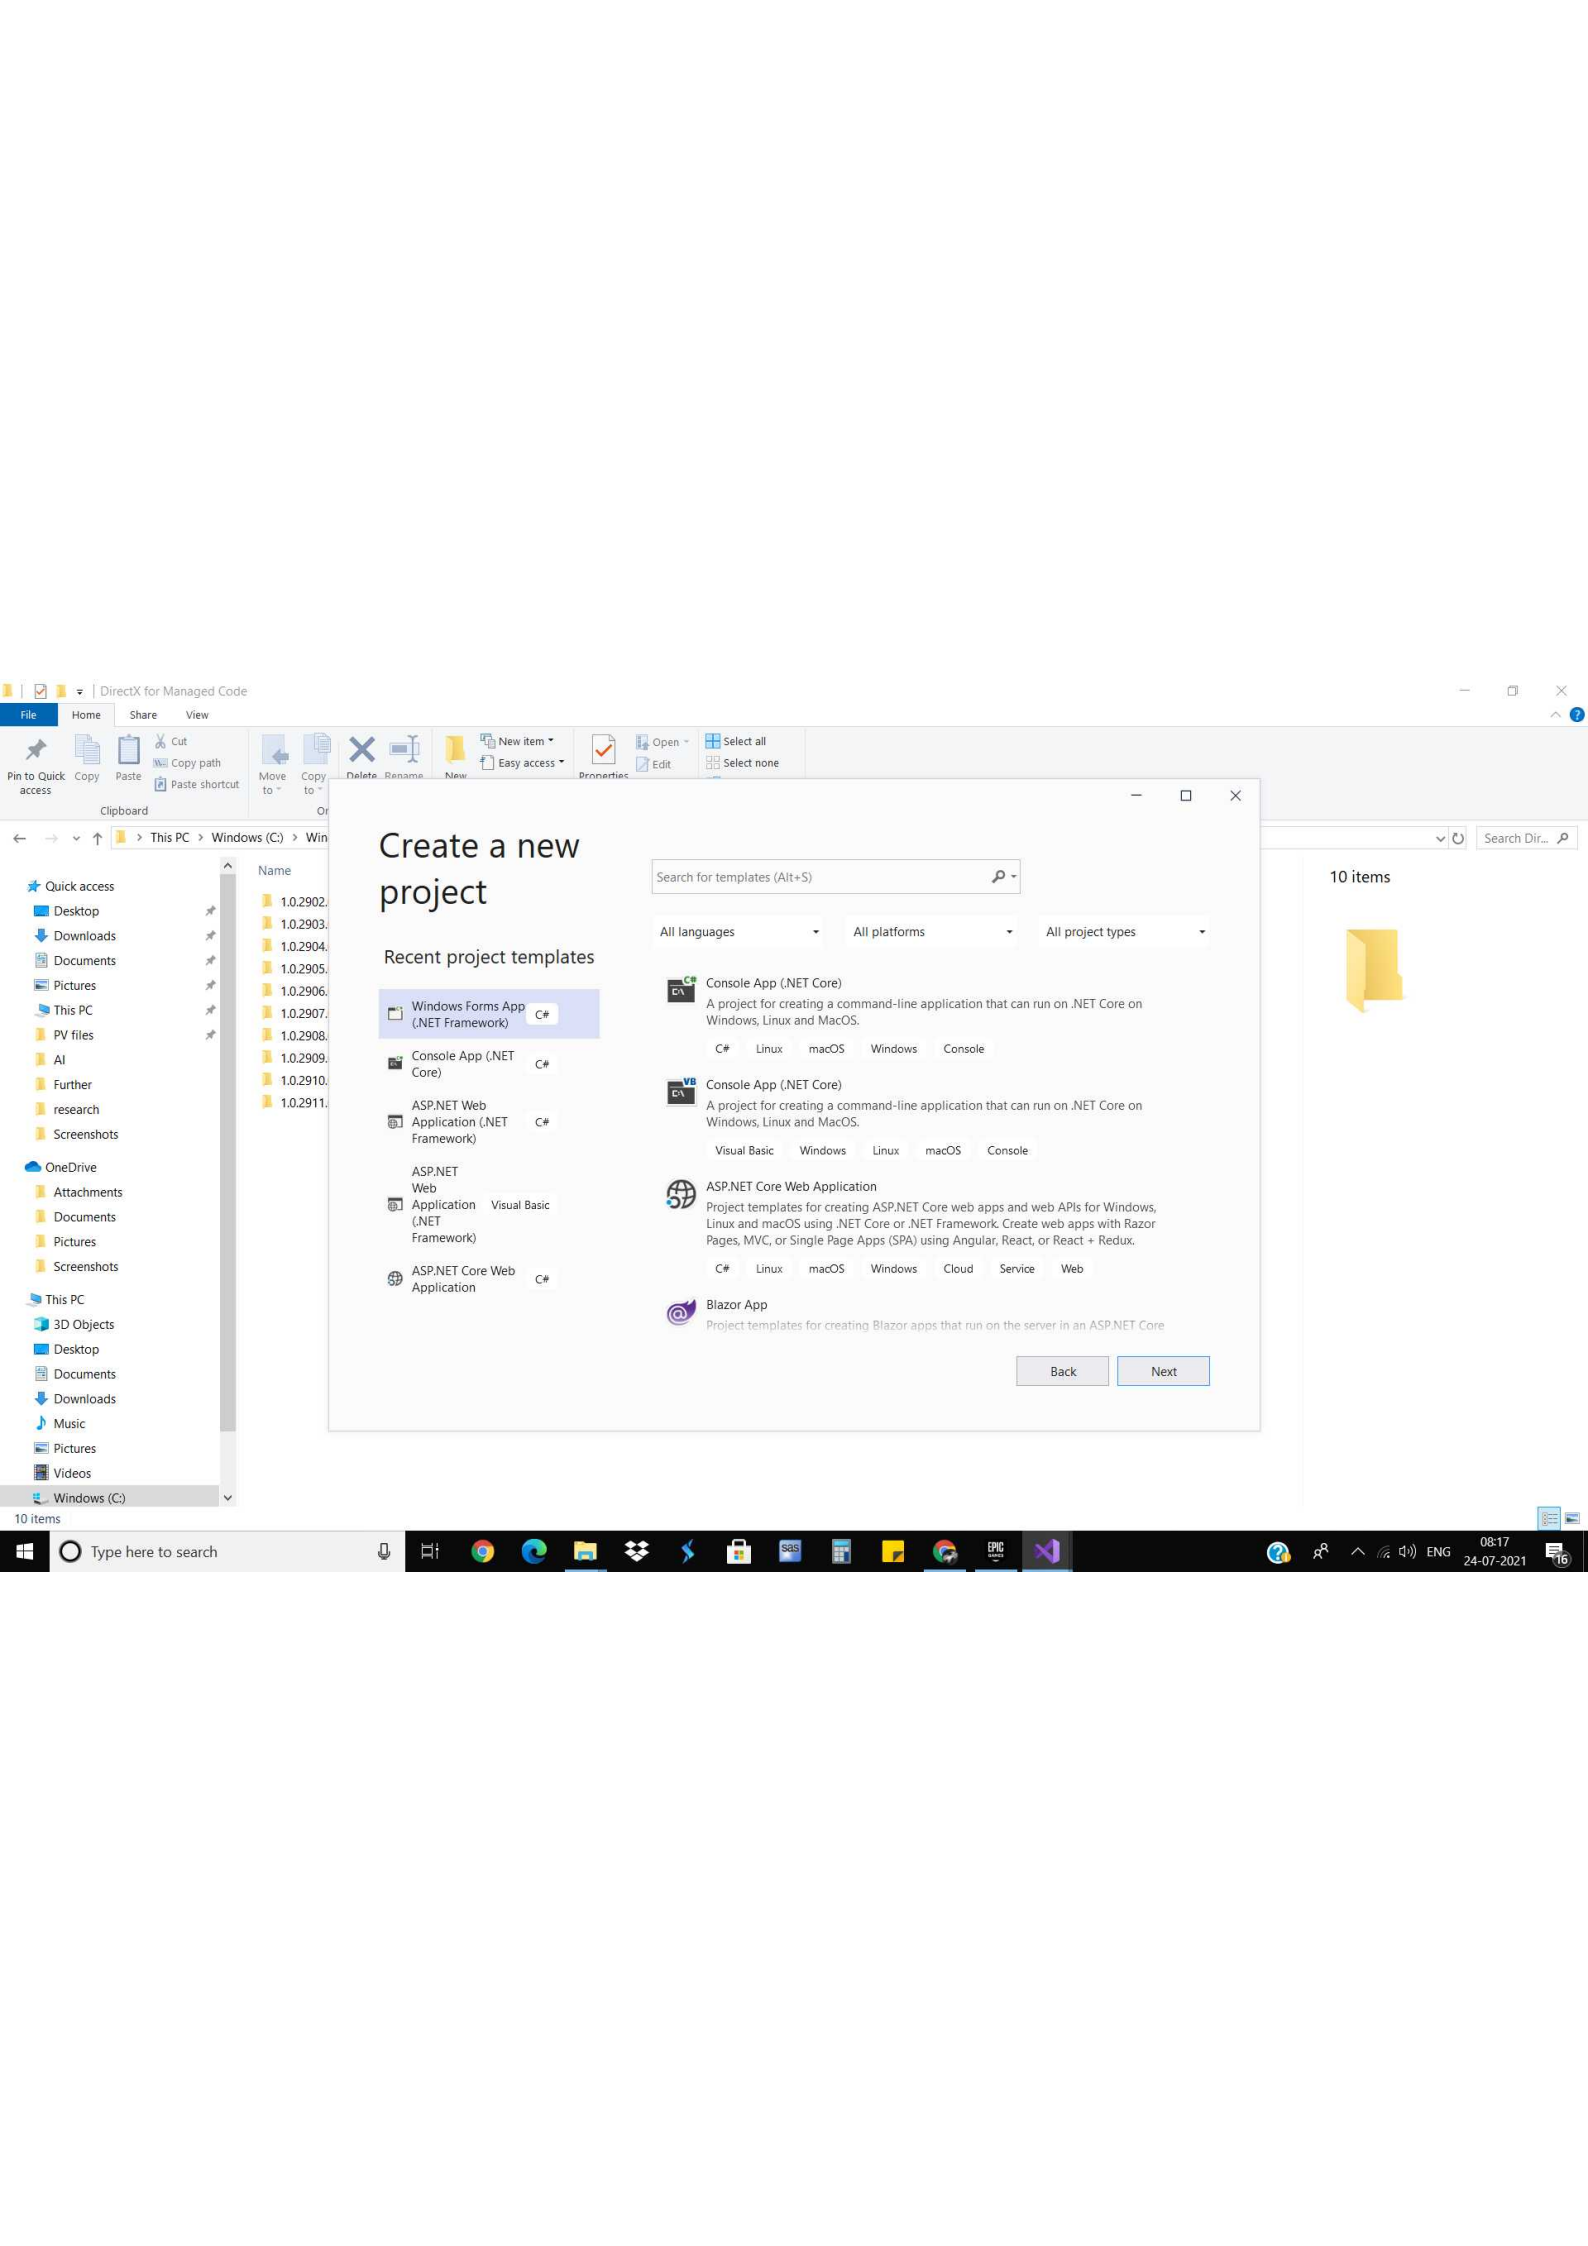 DirectX for Managed Code
File Home Share View
Pin to Quick access
Copy
Paste
Cut
Copy path
Paste shortcut
Clipboard
Move to
Copy to
Delete Rename
New
New item
Easy access
Properties
Open
Edit
Select all
Select none
This PC > Windows (C:) > Win
Search Dir...
Quick access
Desktop
Downloads
Documents
Pictures
This PC
PV files
AI
Further
research
Screenshots
OneDrive
Attachments
Documents
Pictures
Screenshots
This PC
3D Objects
Desktop
Documents
Downloads
Music
Pictures
Videos
Windows (C:)
10 items
Name
1.0.2902.
1.0.2903.
1.0.2904.
1.0.2905.
1.0.2906.
1.0.2907.
1.0.2908.
1.0.2909.
1.0.2910.
1.0.2911.
Create a new
project
Recent project templates
Windows Forms App
(.NET Framework)
C#
Console App (.NET
Core)
C#
ASP.NET Web
Application (.NET
Framework)
C#
ASP.NET
Web
Application
(.NET
Framework)
Visual Basic
ASP.NET Core Web
Application
C#
Search for templates (Alt+S)
All languages All platforms All project types
C#
Console App (.NET Core)
A project for creating a command-line application that can run on .NET Core on
Windows, Linux and MacOS.
C# Linux macOS Windows Console
VB
Console App (.NET Core)
A project for creating a command-line application that can run on .NET Core on
Windows, Linux and MacOS.
Visual Basic Windows Linux macOS Console
ASP.NET Core Web Application
Project templates for creating ASP.NET Core web apps and web APIs for Windows,
Linux and macOS using .NET Core or .NET Framework. Create web apps with Razor
Pages, MVC, or Single Page Apps (SPA) using Angular, React, or React + Redux.
C# Linux macOS Windows Cloud Service Web
Blazor App
Project templates for creating Blazor apps that run on the server in an ASP.NET Core
Back Next
10 items
Type here to search
sas
EPIC
GAMES
ENG
08:17
24-07-2021
16